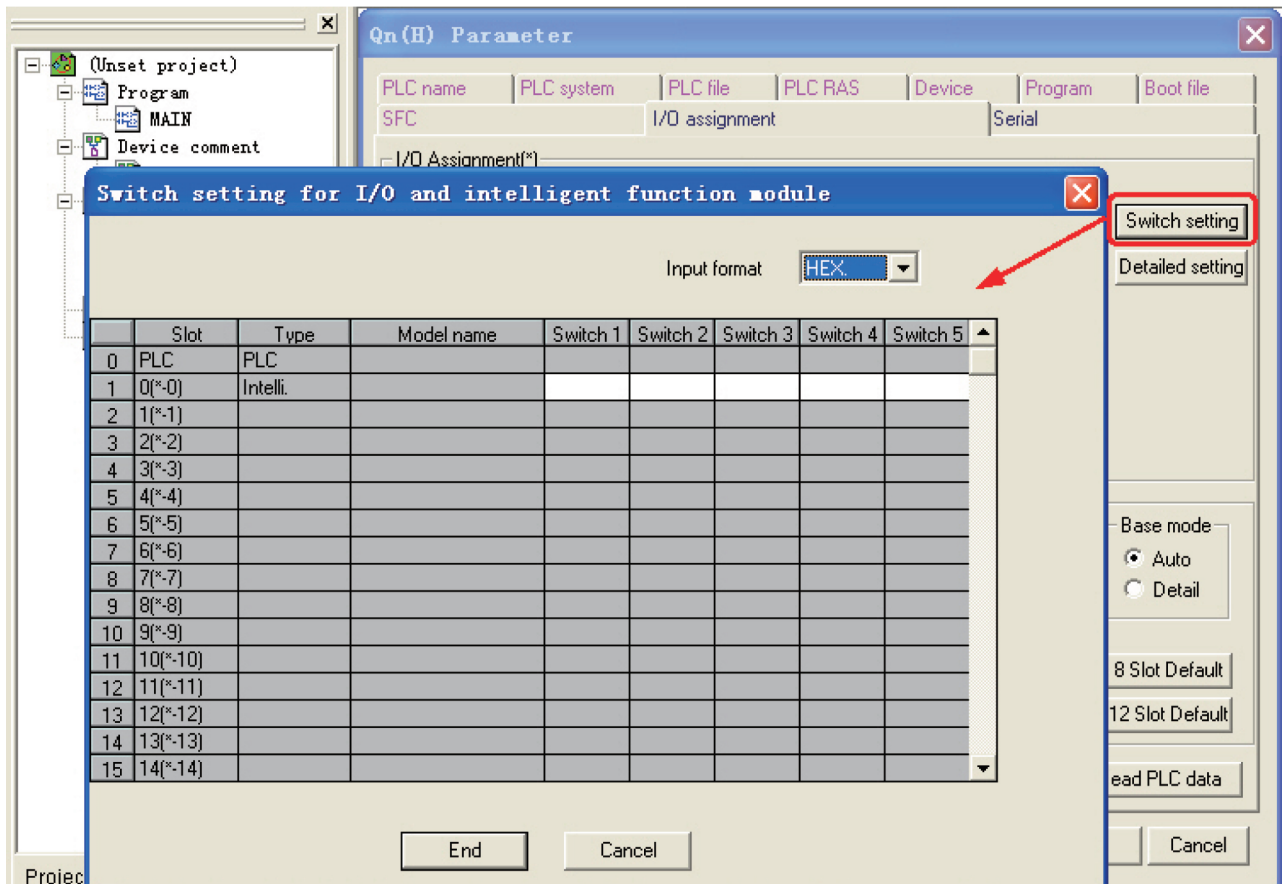 Qn(H) Parameter
(Unset project)
Program
MAIN
Device comment
PLC name PLC system PLC file PLC RAS Device Program Boot file
SFC I/O assignment Serial
I/O Assignment(*)
Switch setting for I/O and intelligent function module
Switch setting
Detailed setting
Input format HEX.
Slot Type Model name Switch 1 Switch 2 Switch 3 Switch 4 Switch 5
0 PLC PLC
1 0(*-0) Intelli.
2 1(*-1)
3 2(*-2)
4 3(*-3)
5 4(*-4)
6 5(*-5)
7 6(*-6)
8 7(*-7)
9 8(*-8)
10 9(*-9)
11 10(*-10)
12 11(*-11)
13 12(*-12)
14 13(*-13)
15 14(*-14)
Base mode
Auto
Detail
8 Slot Default
12 Slot Default
ead PLC data
End Cancel
Cancel
Projec